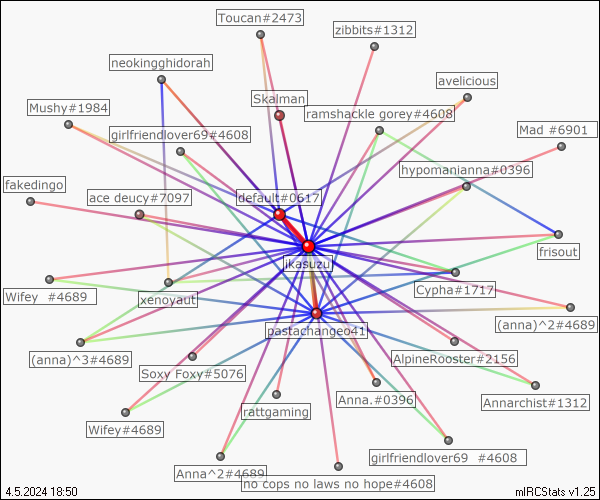 Toucan#2473
zibbits#1312
neokingghidorah
avelicious
Skalman
Mushy#1984
ramshackle gorey#4608
girlfriendlover69#4608
Mad #6901
hypomanianna#0396
fakedingo
ace deucy#7097
default#0617
frisout
iKasuzu
Cypha#1717
Wifey  #4689
xenoyaut
(anna)^2#4689
pastachangeo41
(anna)^3#4689
AlpineRooster#2156
Soxy Foxy#5076
Anna.#0396
Annarchist#1312
rattgaming
Wifey#4689
girlfriendlover69  #4608
Anna^2#4689
no cops no laws no hope#4608
4.5.2024 18:50
mIRCStats v1.25